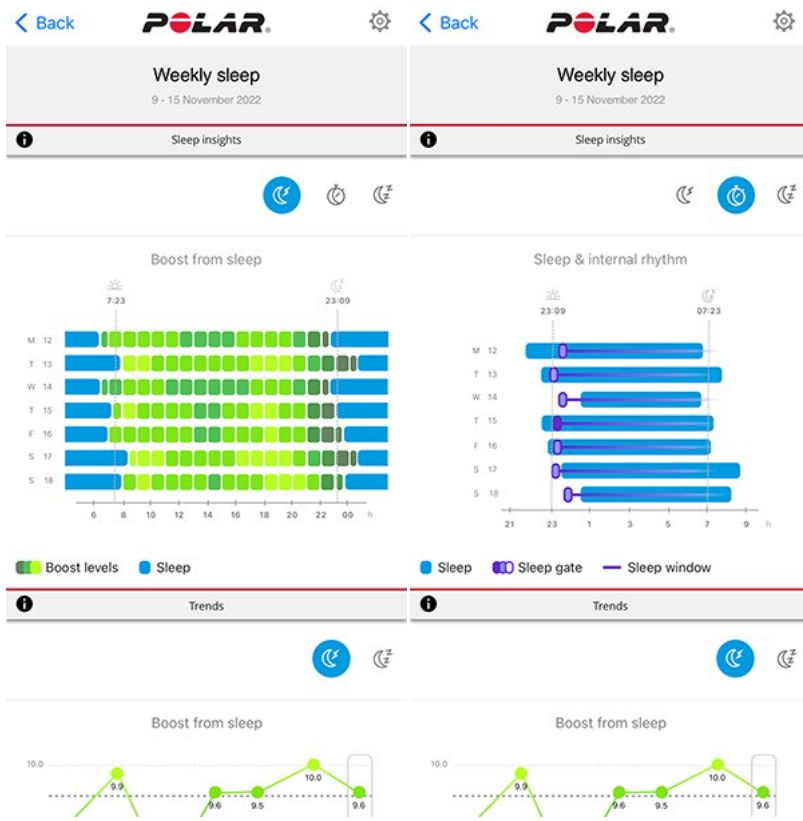 Back POLAR.
Weekly sleep
9 - 15 November 2022
Sleep insights
Boost from sleep
7:23 23:09
M 12
T 13
W 14
T 15
F 16
S 17
S 18
6 8 10 12 14 16 18 20 22 00 h
Boost levels Sleep
Trends
Boost from sleep
10.0
9.9 9.6 9.5 10.0 9.6
Back POLAR.
Weekly sleep
9 - 15 November 2022
Sleep insights
Sleep & internal rhythm
23:09 07:23
M 12
T 13
W 14
T 15
F 16
S 17
S 18
21 23 1 3 5 7 9 h
Sleep Sleep gate Sleep window
Trends
Boost from sleep
10.0
9.9 9.6 9.5 10.0 9.6